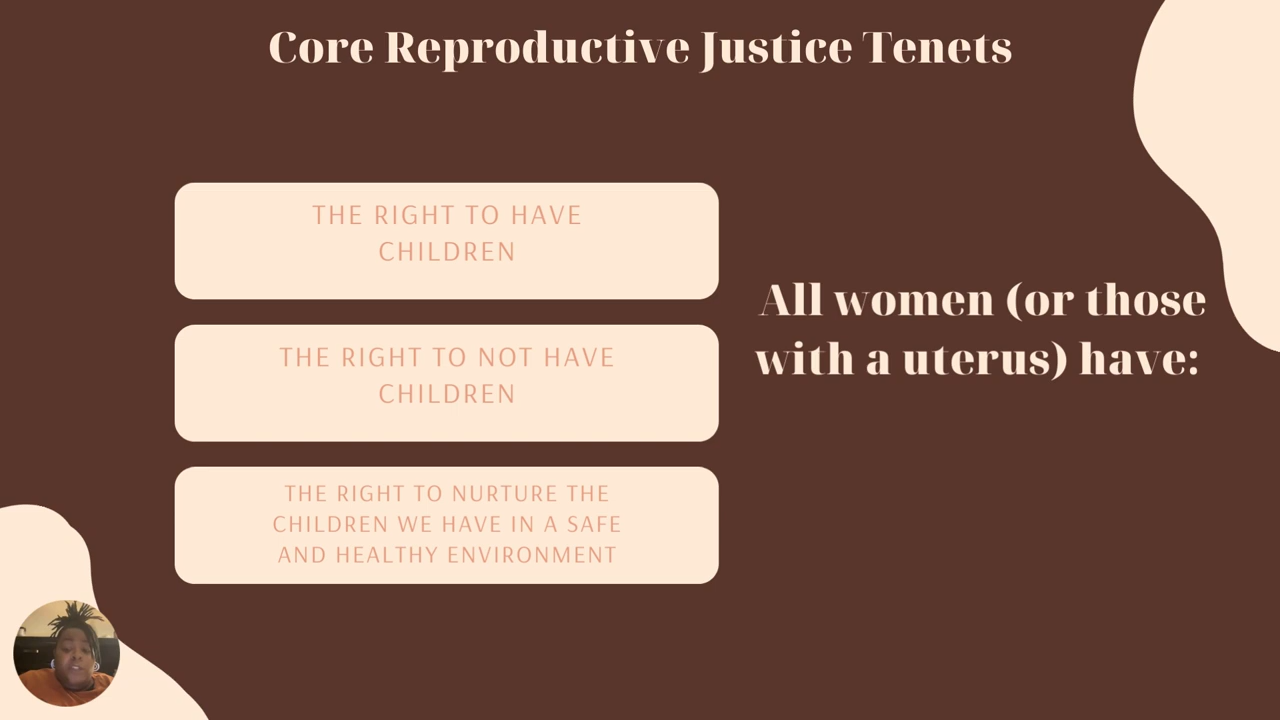 Core Reproductive Justice Tenets
THE RIGHT TO HAVE
CHILDREN
THE RIGHT TO NOT HAVE
CHILDREN
THE RIGHT TO NURTURE THE
CHILDREN WE HAVE IN A SAFE
AND HEALTHY ENVIRONMENT
All women (or those
with a uterus) have: